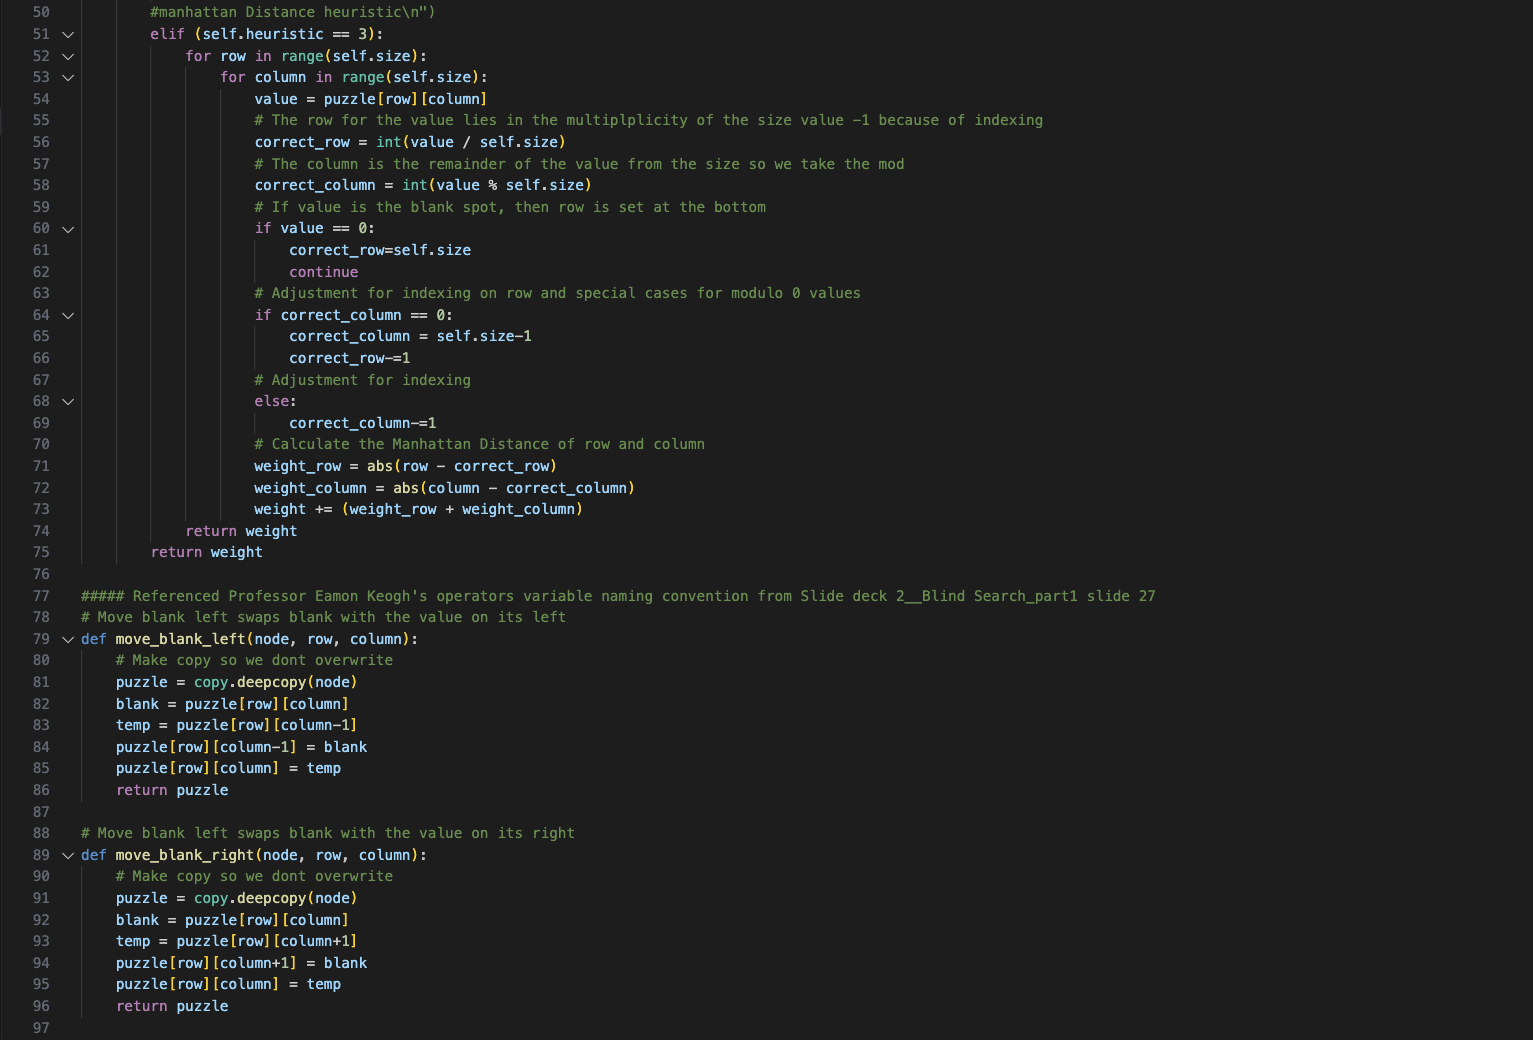 50 #manhattan Distance heuristic\n")
51 elif (self.heuristic == 3):
52 for row in range(self.size):
53 for column in range(self.size):
54 value = puzzle[row][column]
55 # The row for the value lies in the multiplplicity of the size value -1 because of indexing
56 correct_row = int(value / self.size)
57 # The column is the remainder of the value from the size so we take the mod
58 correct_column = int(value % self.size)
59 # If value is the blank spot, then row is set at the bottom
60 if value == 0:
61 correct_row=self.size
62 continue
63 # Adjustment for indexing on row and special cases for modulo 0 values
64 if correct_column == 0:
65 correct_column = self.size-1
66 correct_row-=1
67 # Adjustment for indexing
68 else:
69 correct_column-=1
70 # Calculate the Manhattan Distance of row and column
71 weight_row = abs(row - correct_row)
72 weight_column = abs(column - correct_column)
73 weight += (weight_row + weight_column)
74 return weight
75 return weight
76
77 ##### Referenced Professor Eamon Keogh's operators variable naming convention from Slide deck 2__Blind Search_part1 slide 27
78 # Move blank left swaps blank with the value on its left
79 def move_blank_left(node, row, column):
80 # Make copy so we dont overwrite
81 puzzle = copy.deepcopy(node)
82 blank = puzzle[row][column]
83 temp = puzzle[row][column-1]
84 puzzle[row][column-1] = blank
85 puzzle[row][column] = temp
86 return puzzle
87
88 # Move blank left swaps blank with the value on its right
89 def move_blank_right(node, row, column):
90 # Make copy so we dont overwrite
91 puzzle = copy.deepcopy(node)
92 blank = puzzle[row][column]
93 temp = puzzle[row][column+1]
94 puzzle[row][column+1] = blank
95 puzzle[row][column] = temp
96 return puzzle
97